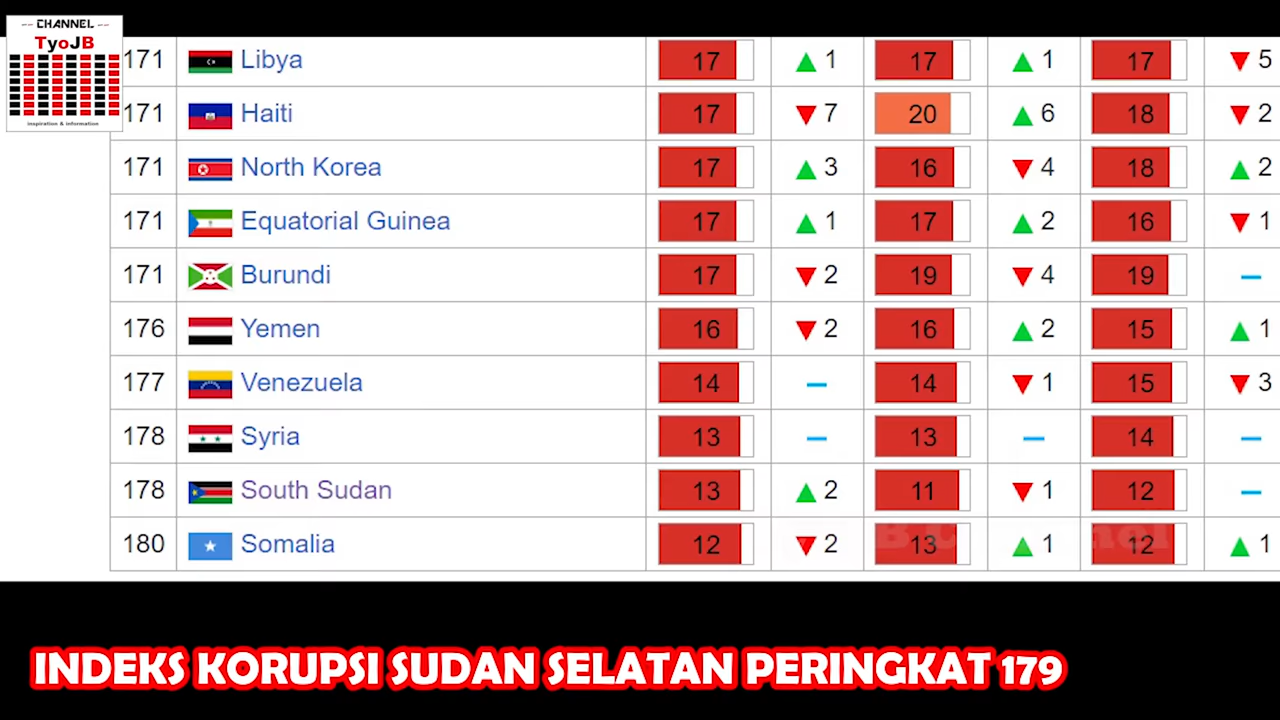 -- CHANNEL --
TyoJB
inspiration & information
171 Libya 17 ▲ 1 17 ▲ 1 17 ▼ 5
171 Haiti 17 ▼ 7 20 ▲ 6 18 ▼ 2
171 North Korea 17 ▲ 3 16 ▼ 4 18 ▲ 2
171 Equatorial Guinea 17 ▲ 1 17 ▲ 2 16 ▼ 1
171 Burundi 17 ▼ 2 19 ▼ 4 19 –
176 Yemen 16 ▼ 2 16 ▲ 2 15 ▲ 1
177 Venezuela 14 – 14 ▼ 1 15 ▼ 3
178 Syria 13 – 13 – 14 –
178 South Sudan 13 ▲ 2 11 ▼ 1 12 –
180 Somalia 12 ▼ 2 13 ▲ 1 12 ▲ 1
INDEKS KORUPSI SUDAN SELATAN PERINGKAT 179